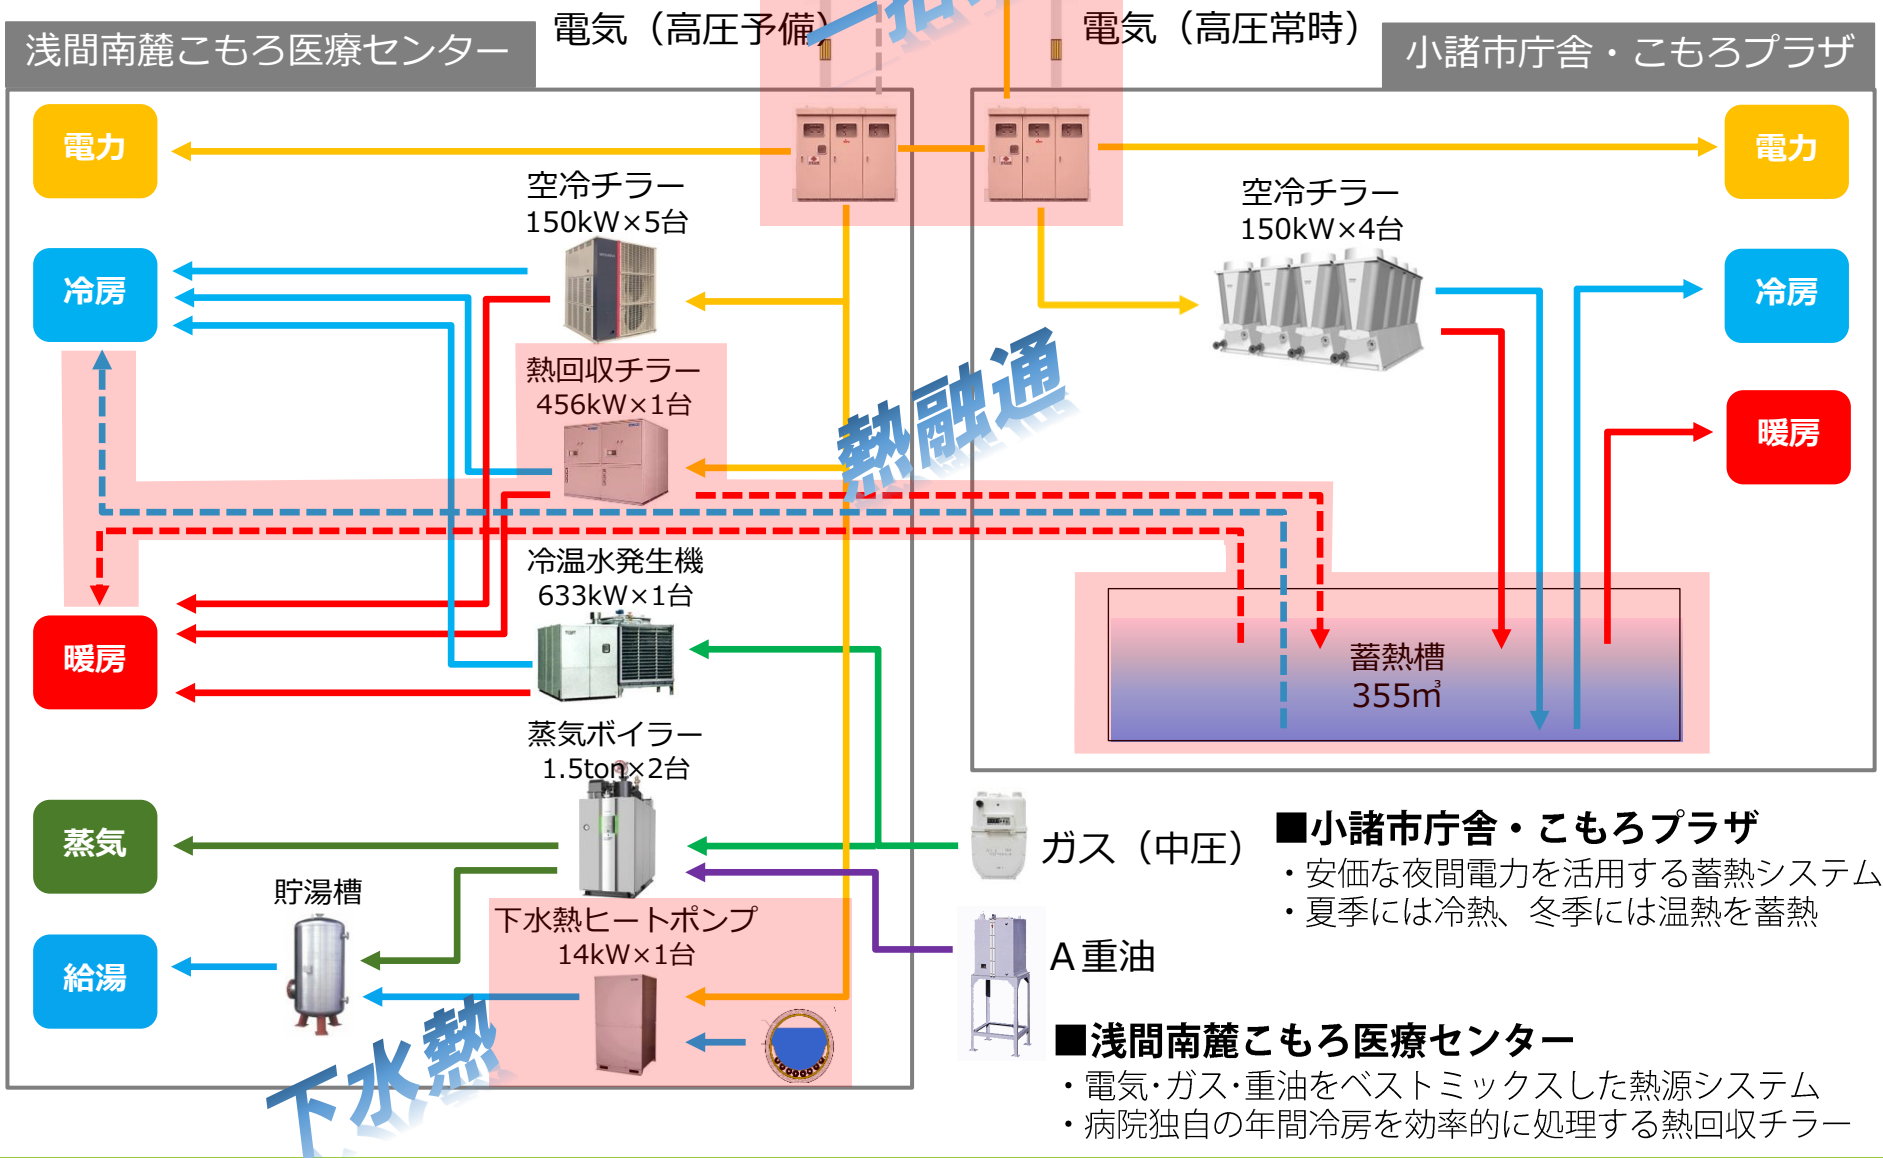 電気（高圧予備）
一括
電気（高圧常時）
浅間南麓こもろ医療センター
小諸市庁舎・こもろプラザ
電力
電力
空冷チラー
150kW×5台
空冷チラー
150kW×4台
冷房
冷房
熱回収チラー
456kW×1台
熱融通
暖房
冷温水発生機
633kW×1台
暖房
蓄熱槽
355㎥
蒸気ボイラー
1.5ton×2台
蒸気
ガス（中圧）
■小諸市庁舎・こもろプラザ
・安価な夜間電力を活用する蓄熱システム
・夏季には冷熱、冬季には温熱を蓄熱
貯湯槽
下水熱ヒートポンプ
14kW×1台
A重油
給湯
下水熱
■浅間南麓こもろ医療センター
・電気･ガス･重油をベストミックスした熱源システム
・病院独自の年間冷房を効率的に処理する熱回収チラー